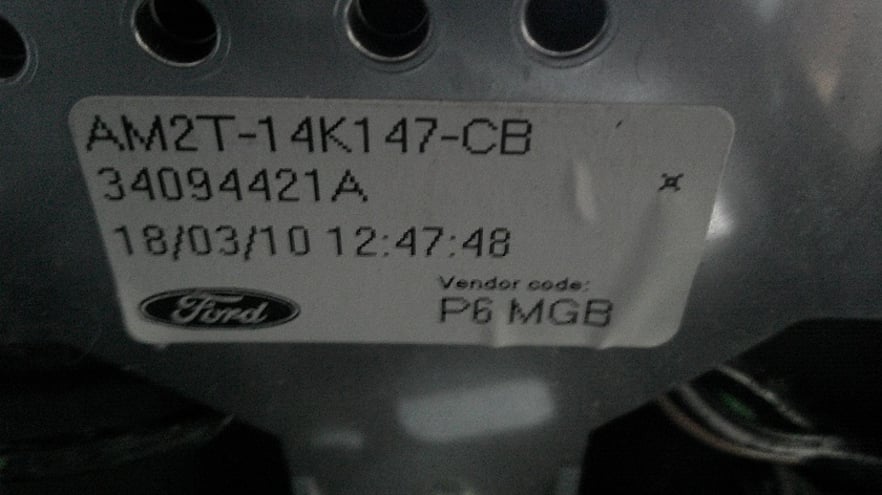 AM2T-14K147-CB
34094421A
18/03/10 12:47:48
Vendor code:
Ford P6 MGB